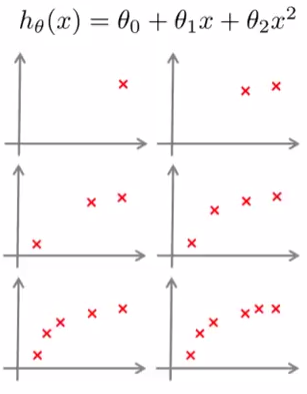 hθ(x) = θ₀ + θ₁x + θ₂x²